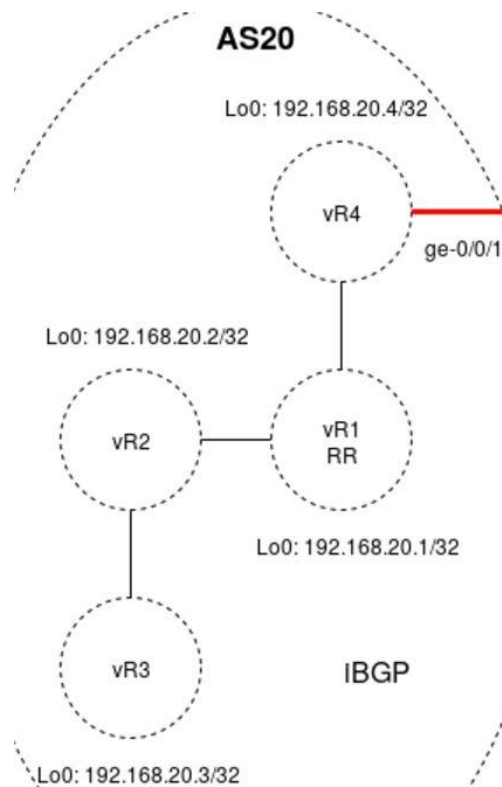 AS20
Lo0: 192.168.20.4/32
vR4
ge-0/0/1
Lo0: 192.168.20.2/32
vR2
vR1
RR
Lo0: 192.168.20.1/32
vR3
iBGP
Lo0: 192.168.20.3/32